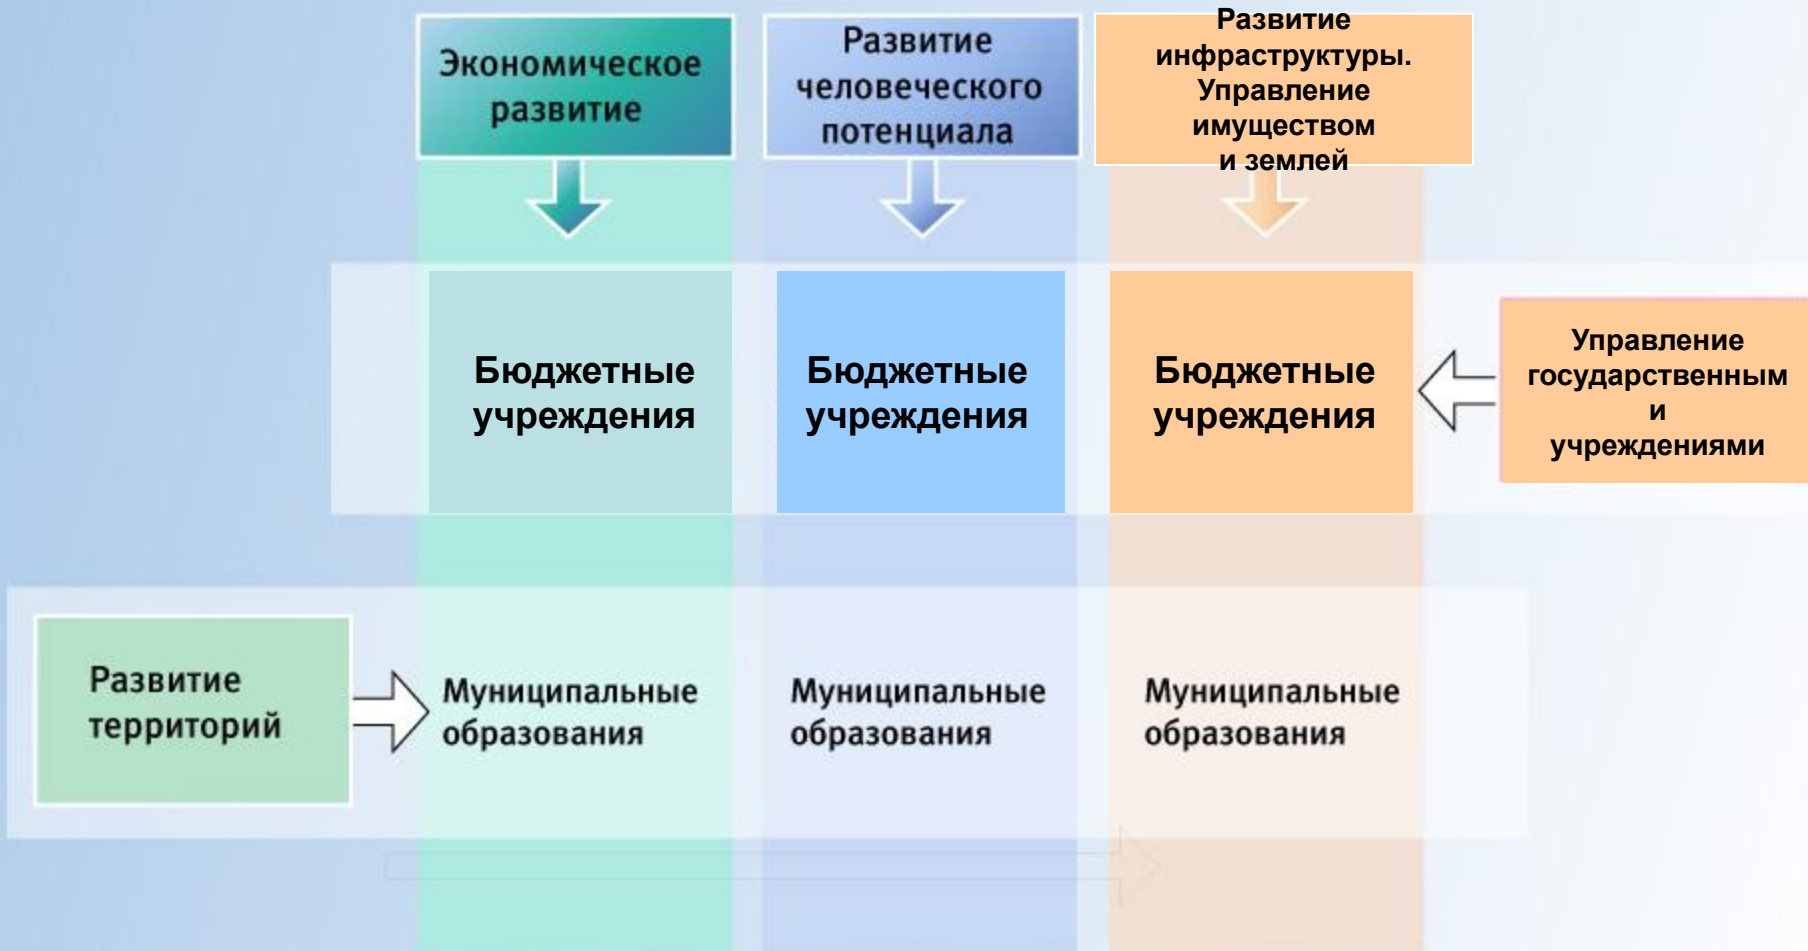 Экономическое
развитие
Развитие
человеческого
потенциала
Развитие
инфраструктуры.
Управление
имуществом
и землей
Бюджетные
учреждения
Бюджетные
учреждения
Бюджетные
учреждения
Управление
государственным
и
учреждениями
Развитие
территорий
Муниципальные
образования
Муниципальные
образования
Муниципальные
образования